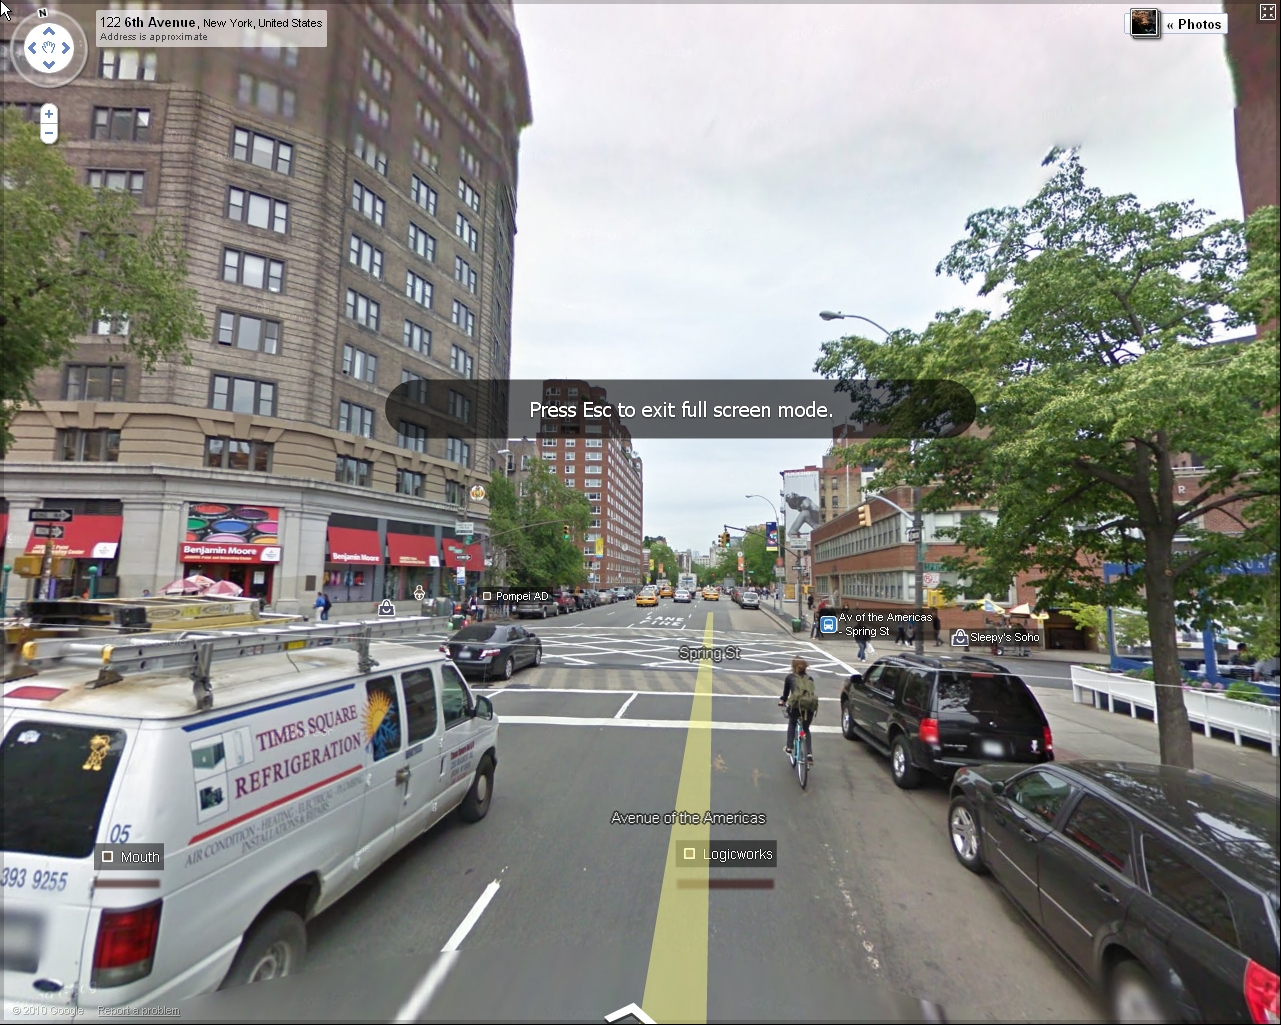 N
122 6th Avenue, New York, United States
Address is approximate
« Photos
Press Esc to exit full screen mode.
Benjamin Moore
Benjamin Moore
Pompei AD
Av of the Americas
- Spring St
Sleepy's Soho
LANE
Spring St
TIMES SQUARE
REFRIGERATION
AIR CONDITION - HEATING - ELECTRICAL - PLUMBING
INSTALLATIONS & REPAIRS
05
393 9255
Mouth
Avenue of the Americas
Logicworks
© 2010 Google
Report a problem